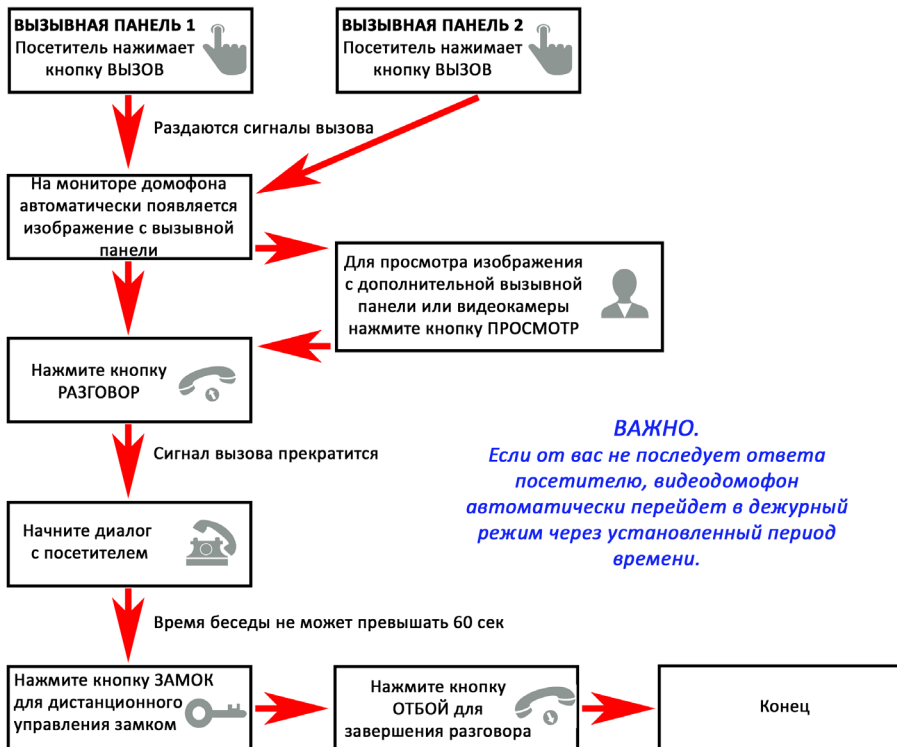 ВЫЗЫВНАЯ ПАНЕЛЬ 1
Посетитель нажимает
кнопку ВЫЗОВ
ВЫЗЫВНАЯ ПАНЕЛЬ 2
Посетитель нажимает
кнопку ВЫЗОВ
Раздаются сигналы вызова
На мониторе домофона
автоматически появляется
изображение с вызывной
панели
Для просмотра изображения
с дополнительной вызывной
панели или видеокамеры
нажмите кнопку ПРОСМОТР
Нажмите кнопку
РАЗГОВОР
Сигнал вызова прекратится
ВАЖНО.
Если от вас не последует ответа
посетителю, видеодомофон
автоматически перейдет в дежурный
режим через установленный период
времени.
Начните диалог
с посетителем
Время беседы не может превышать 60 сек
Нажмите кнопку ЗАМОК
для дистанционного
управления замком
Нажмите кнопку
ОТБОЙ для
завершения разговора
Конец